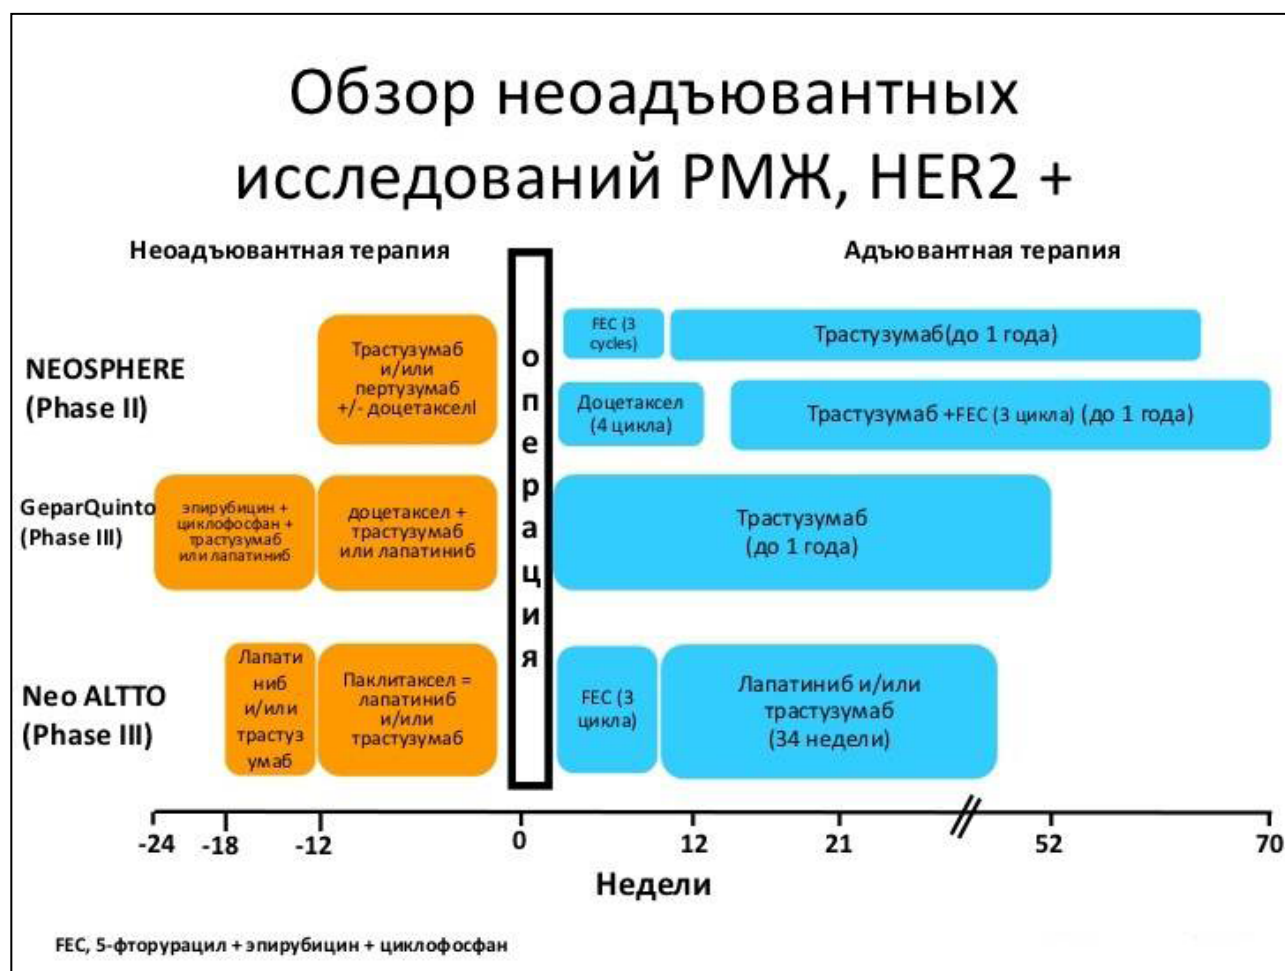 Обзор неоадъювантных
исследований РМЖ, HER2 +
Неоадъювантная терапия
Адъювантная терапия
операция
NEOSPHERE
(Phase II)
Трастузумаб
и/или
пертузумаб
+/- доцетакселl
FEC (3
cycles)
Трастузумаб(до 1 года)
Доцетаксел
(4 цикла)
Трастузумаб +FEC (3 цикла) (до 1 года)
GeparQuinto
(Phase III)
эпирубицин +
циклофосфан +
трастузумаб
или лапатиниб
доцетаксел +
трастузумаб
или лапатиниб
Трастузумаб
(до 1 года)
Neo ALTTO
(Phase III)
Лапати
ниб
и/или
трастуз
умаб
Паклитаксел =
лапатиниб
и/или
трастузумаб
FEC (3
цикла)
Лапатиниб и/или
трастузумаб
(34 недели)
-24 -18 -12 0 12 21 52 70
Недели
FEC, 5-фторурацил + эпирубицин + циклофосфан